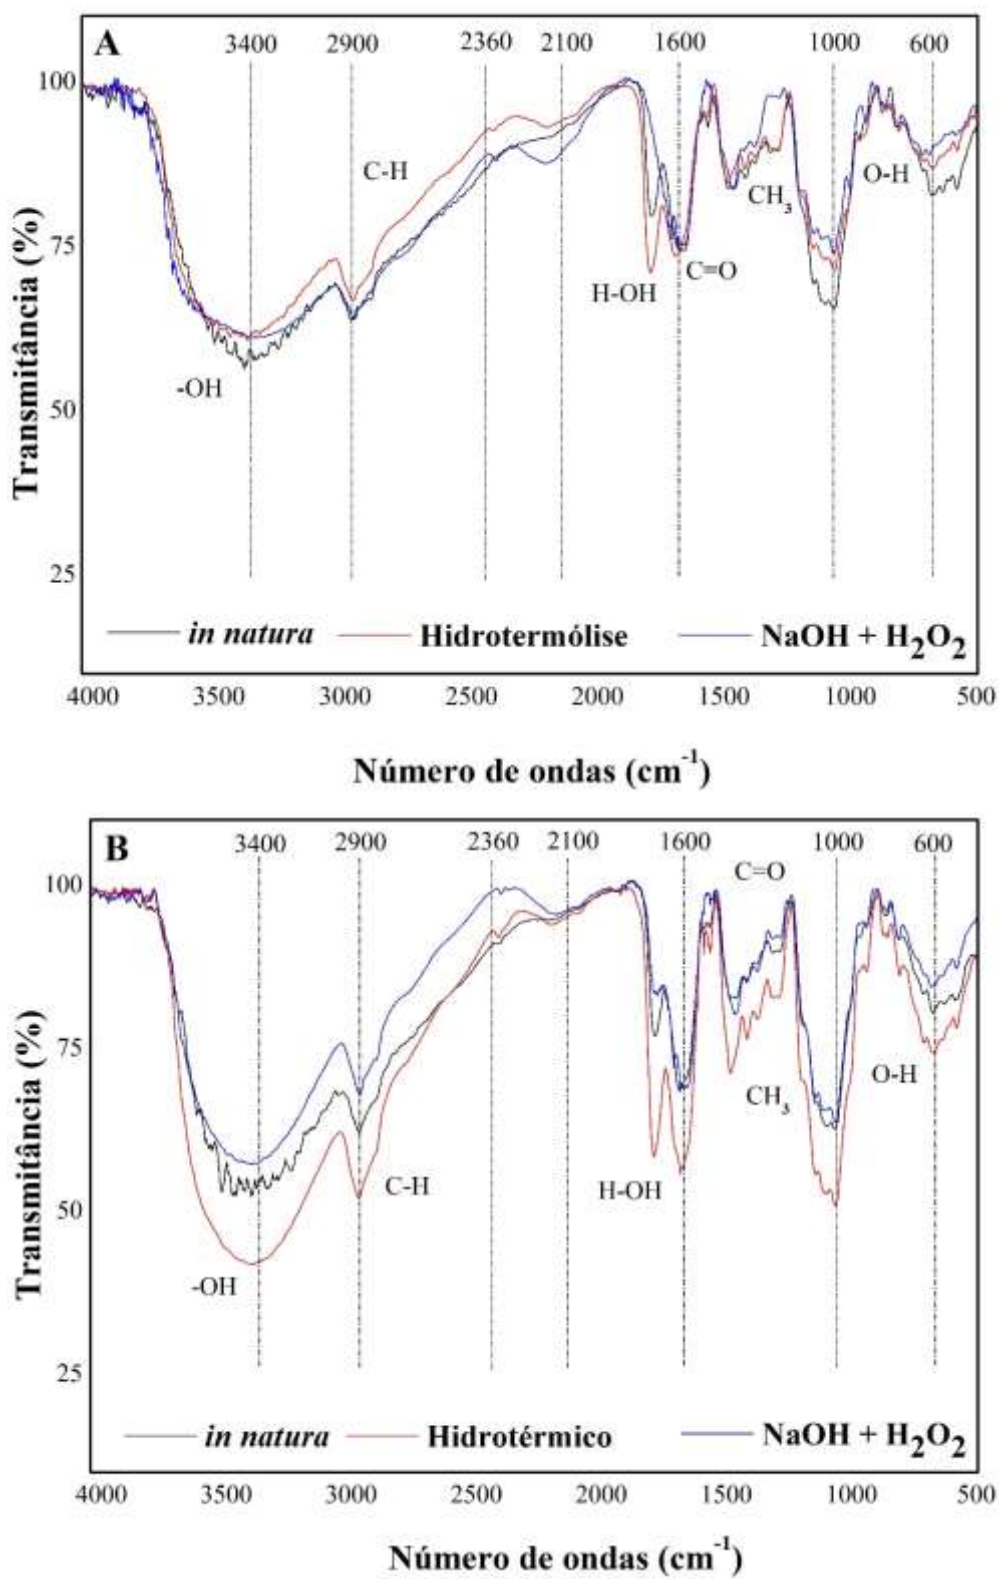 A 3400 2900 2360 2100 1600 1000 600
100
75
50
25
Transmitância (%)
C-H
O-H
CH3
C=O
H-OH
-OH
in natura Hidrotermólise NaOH + H2O2
4000 3500 3000 2500 2000 1500 1000 500
Número de ondas (cm-1)
B 3400 2900 2360 2100 1600 1000 600
C=O
100
75
50
25
Transmitância (%)
O-H
CH3
C-H
H-OH
-OH
in natura Hidrotérmico NaOH + H2O2
4000 3500 3000 2500 2000 1500 1000 500
Número de ondas (cm-1)